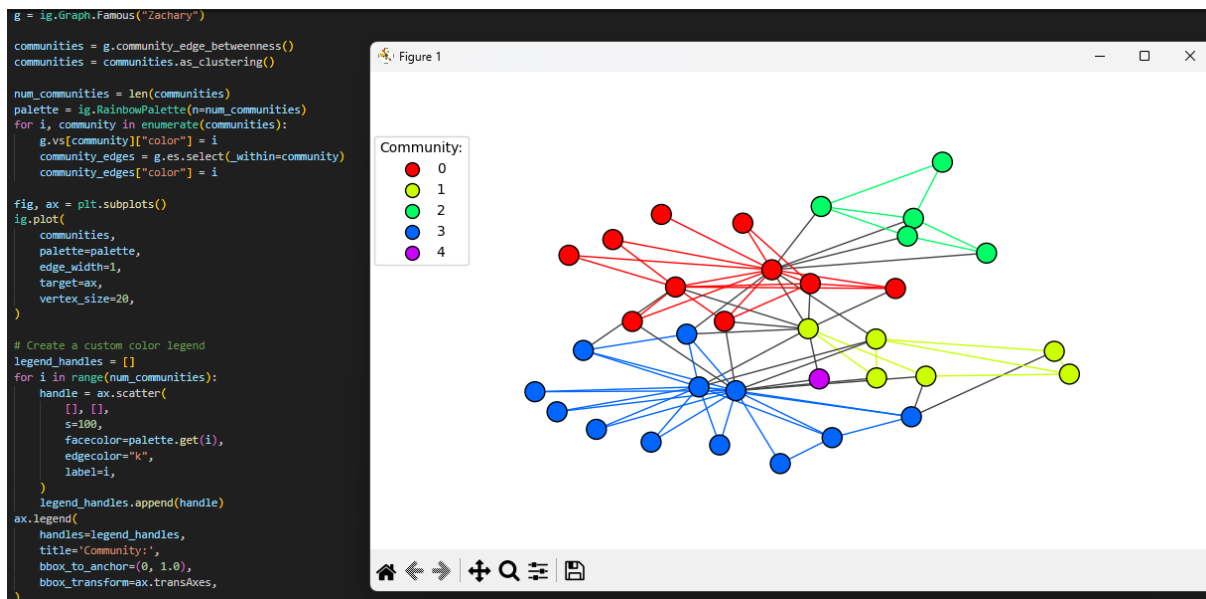 g = ig.Graph.Famous("Zachary")
communities = g.community_edge_betweenness()
communities = communities.as_clustering()
num_communities = len(communities)
palette = ig.RainbowPalette(n=num_communities)
for i, community in enumerate(communities):
    g.vs[community]["color"] = i
    community_edges = g.es.select(_within=community)
    community_edges["color"] = i
fig, ax = plt.subplots()
ig.plot(
    communities,
    palette=palette,
    edge_width=1,
    target=ax,
    vertex_size=20,
)
# Create a custom color legend
legend_handles = []
for i in range(num_communities):
    handle = ax.scatter(
        [], [],
        s=100,
        facecolor=palette.get(i),
        edgecolor="k",
        label=i,
    )
    legend_handles.append(handle)
ax.legend(
    handles=legend_handles,
    title='Community:',
    bbox_to_anchor=(0, 1.0),
    bbox_transform=ax.transAxes,
)
Figure 1
Community:
0
1
2
3
4